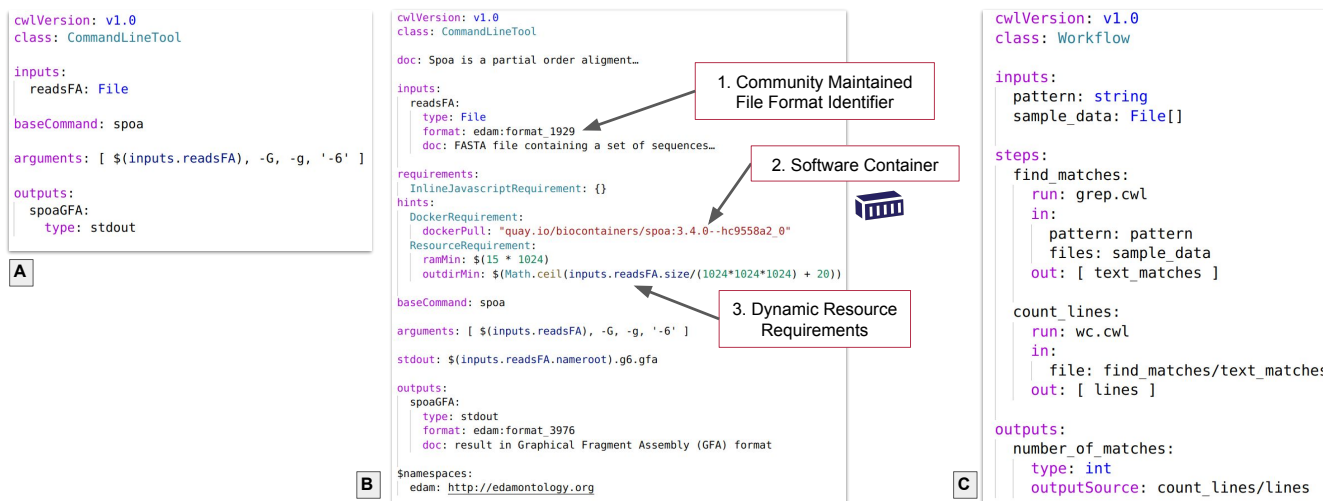 cwlVersion: v1.0
class: CommandLineTool
inputs:
readsFA: File
baseCommand: spoa
arguments: [ $(inputs.readsFA), -G, -g, '-6' ]
outputs:
spoaGFA:
type: stdout
A
cwlVersion: v1.0
class: CommandLineTool
doc: Spoa is a partial order aligment…
inputs:
readsFA:
type: File
format: edam:format_1929
doc: FASTA file containing a set of sequences…
requirements:
InlineJavascriptRequirement: {}
hints:
DockerRequirement:
dockerPull: "quay.io/biocontainers/spoa:3.4.0--hc9558a2_0"
ResourceRequirement:
ramMin: $(15 * 1024)
outdirMin: $(Math.ceil(inputs.readsFA.size/(1024*1024*1024) + 20))
baseCommand: spoa
arguments: [ $(inputs.readsFA), -G, -g, '-6' ]
stdout: $(inputs.readsFA.nameroot).g6.gfa
outputs:
spoaGFA:
type: stdout
format: edam:format_3976
doc: result in Graphical Fragment Assembly (GFA) format
$namespaces:
edam: http://edamontology.org
B
1. Community Maintained
File Format Identifier
2. Software Container
3. Dynamic Resource
Requirements
cwlVersion: v1.0
class: Workflow
inputs:
pattern: string
sample_data: File[]
steps:
find_matches:
run: grep.cwl
in:
pattern: pattern
files: sample_data
out: [ text_matches ]
count_lines:
run: wc.cwl
in:
file: find_matches/text_matches
out: [ lines ]
outputs:
number_of_matches:
type: int
outputSource: count_lines/lines
C